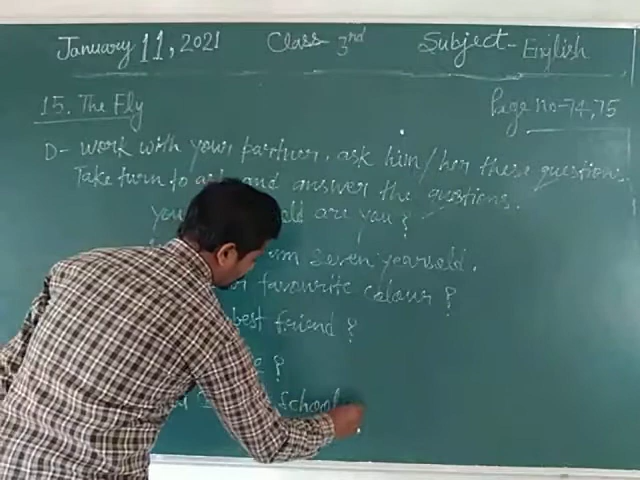 January 11, 2021 Class 3rd Subject- English
15. The Fly Page no-74,75
D- work with your partner. ask him/her these questions.
Take turn to ask and answer the questions.
you old are you?
am Seven years old.
favourite colour?
best friend?
?
School